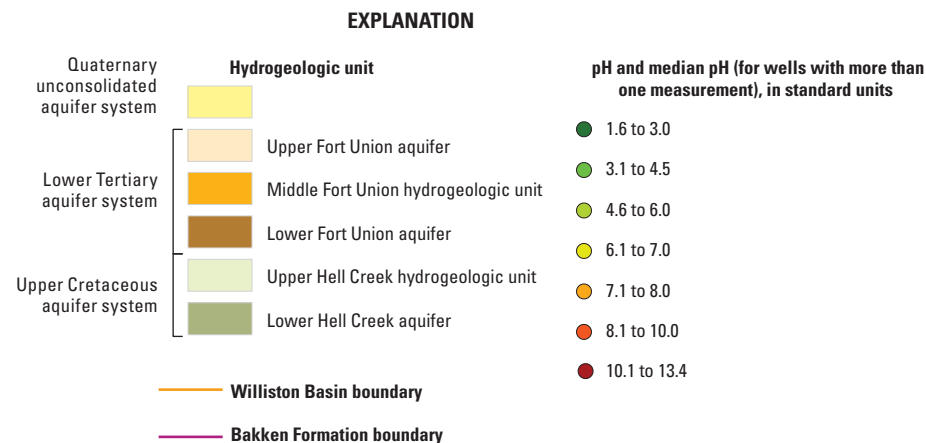 EXPLANATION
Quaternary
unconsolidated
aquifer system
Hydrogeologic unit
Lower Tertiary
aquifer system
Upper Fort Union aquifer
Middle Fort Union hydrogeologic unit
Lower Fort Union aquifer
Upper Cretaceous
aquifer system
Upper Hell Creek hydrogeologic unit
Lower Hell Creek aquifer
Williston Basin boundary
Bakken Formation boundary
pH and median pH (for wells with more than
one measurement), in standard units
1.6 to 3.0
3.1 to 4.5
4.6 to 6.0
6.1 to 7.0
7.1 to 8.0
8.1 to 10.0
10.1 to 13.4